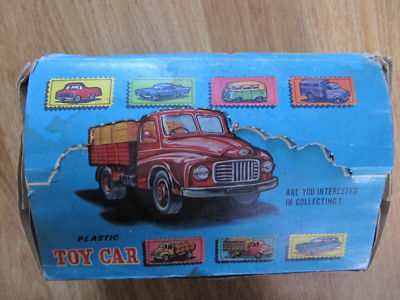 ARE YOU INTERESTED
IN COLLECTING?
PLASTIC
TOY CAR